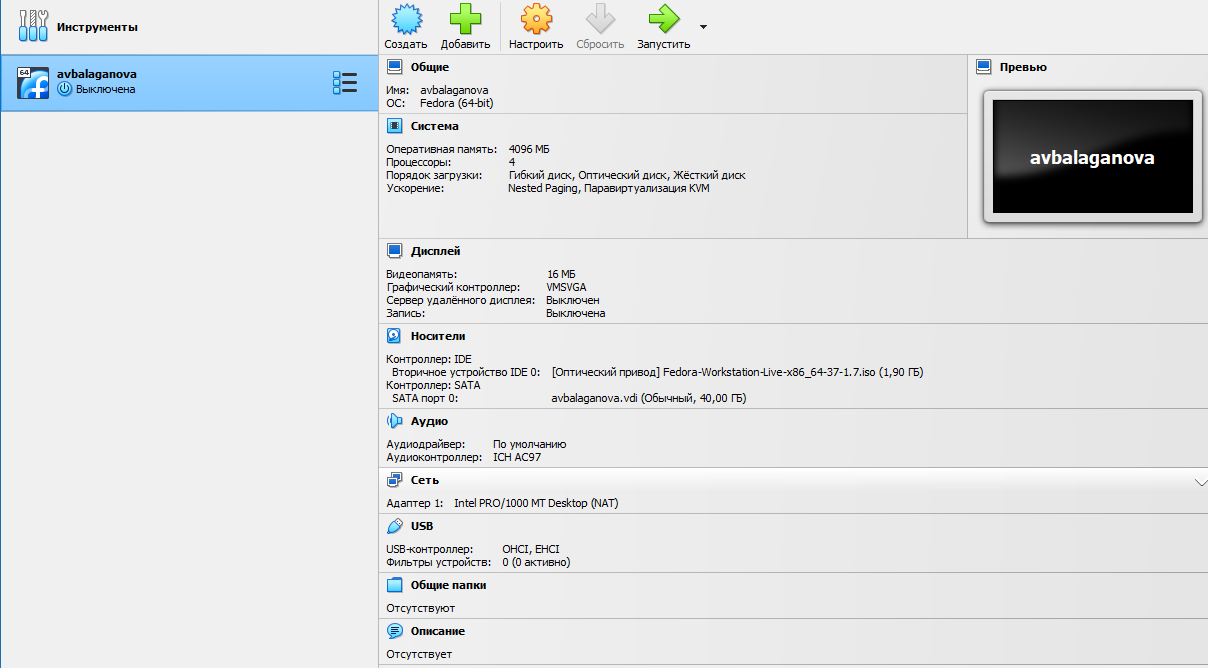 Инструменты
64
avbalaganova
Выключена
Создать Добавить Настроить Сбросить Запустить
Общие
Имя: avbalaganova
ОС: Fedora (64-bit)
Превью
avbalaganova
Система
Оперативная память: 4096 МБ
Процессоры: 4
Порядок загрузки: Гибкий диск, Оптический диск, Жёсткий диск
Ускорение: Nested Paging, Паравиртуализация KVM
Дисплей
Видеопамять: 16 МБ
Графический контроллер: VMSVGA
Сервер удалённого дисплея: Выключен
Запись: Выключена
Носители
Контроллер: IDE
Вторичное устройство IDE 0: [Оптический привод] Fedora-Workstation-Live-x86_64-37-1.7.iso (1,90 ГБ)
Контроллер: SATA
SATA порт 0: avbalaganova.vdi (Обычный, 40,00 ГБ)
Аудио
Аудиодрайвер: По умолчанию
Аудиоконтроллер: ICH AC97
Сеть
Адаптер 1: Intel PRO/1000 MT Desktop (NAT)
USB
USB-контроллер: OHCI, EHCI
Фильтры устройств: 0 (0 активно)
Общие папки
Отсутствуют
Описание
Отсутствует